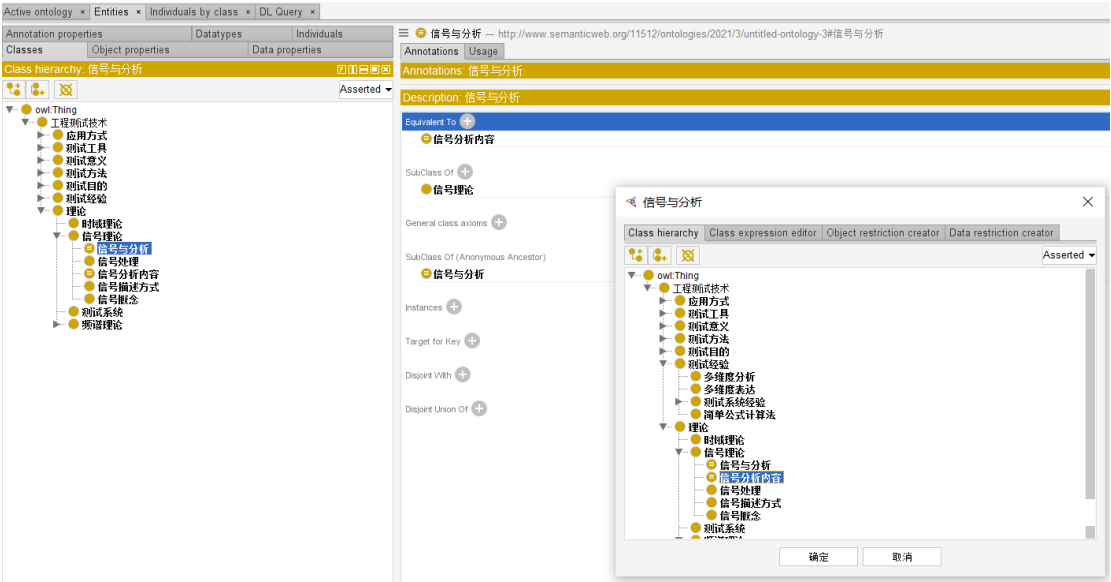 Active ontology × Entities × Individuals by class × DL Query ×
Annotation properties Datatypes Individuals
Classes Object properties Data properties
Class hierarchy: 信号与分析
Asserted
owl:Thing
工程测试技术
应用方式
测试工具
测试意义
测试方法
测试目的
测试经验
理论
时域理论
信号理论
信号与分析
信号处理
信号分析内容
信号描述方式
信号概念
测试系统
频谱理论
信号与分析 — http://www.semanticweb.org/11512/ontologies/2021/3/untitled-ontology-3#信号与分析
Annotations Usage
Annotations: 信号与分析
Description: 信号与分析
Equivalent To
信号分析内容
SubClass Of
信号理论
General class axioms
SubClass Of (Anonymous Ancestor)
信号与分析
Instances
Target for Key
Disjoint With
Disjoint Union Of
信号与分析
Class hierarchy Class expression editor Object restriction creator Data restriction creator
Asserted
owl:Thing
工程测试技术
应用方式
测试工具
测试意义
测试方法
测试目的
测试经验
多维度分析
多维度表达
测试系统经验
简单公式计算法
理论
时域理论
信号理论
信号与分析
信号分析内容
信号处理
信号描述方式
信号概念
测试系统
确定 取消